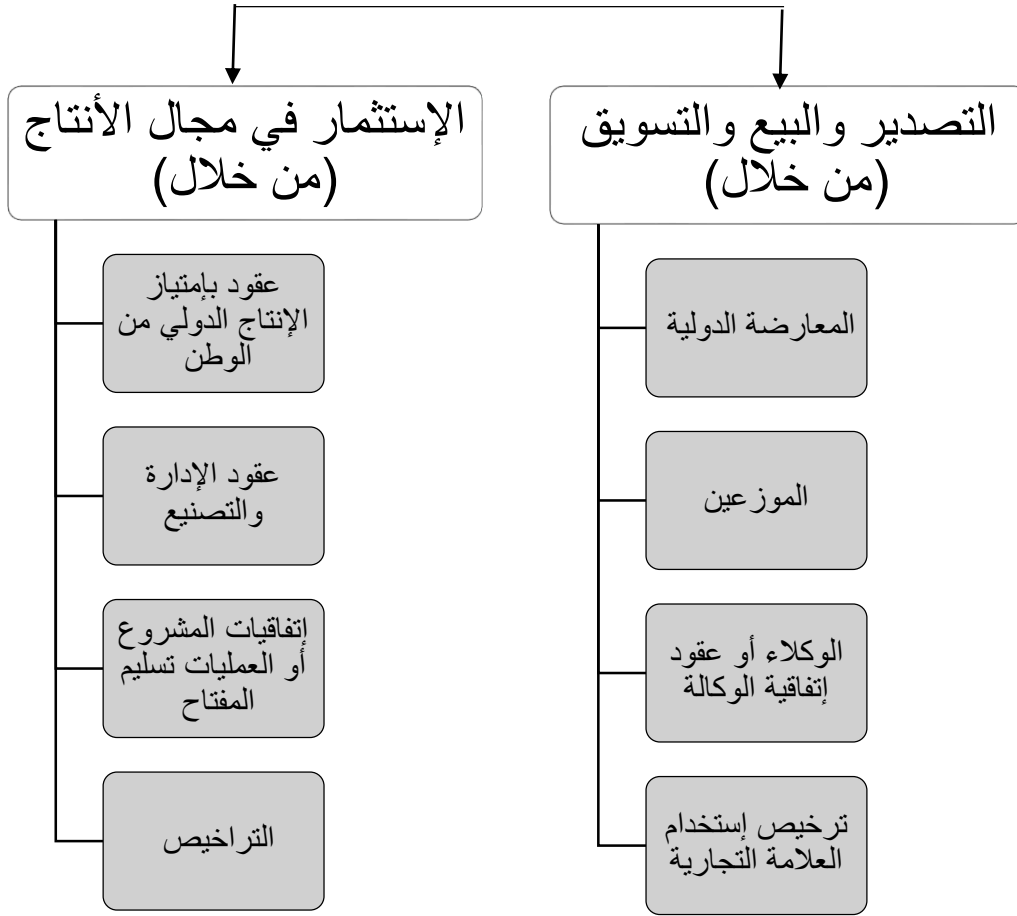 التصدير والبيع والتسويق
(من خلال)
المعارضة الدولية
الموزعين
الوكلاء أو عقود
إتفاقية الوكالة
ترخيص إستخدام
العلامة التجارية
الإستثمار في مجال الأنتاج
(من خلال)
عقود بإمتياز
الإنتاج الدولي من
الوطن
عقود الإدارة
والتصنيع
إتفاقيات المشروع
أو العمليات تسليم
المفتاح
التراخيص